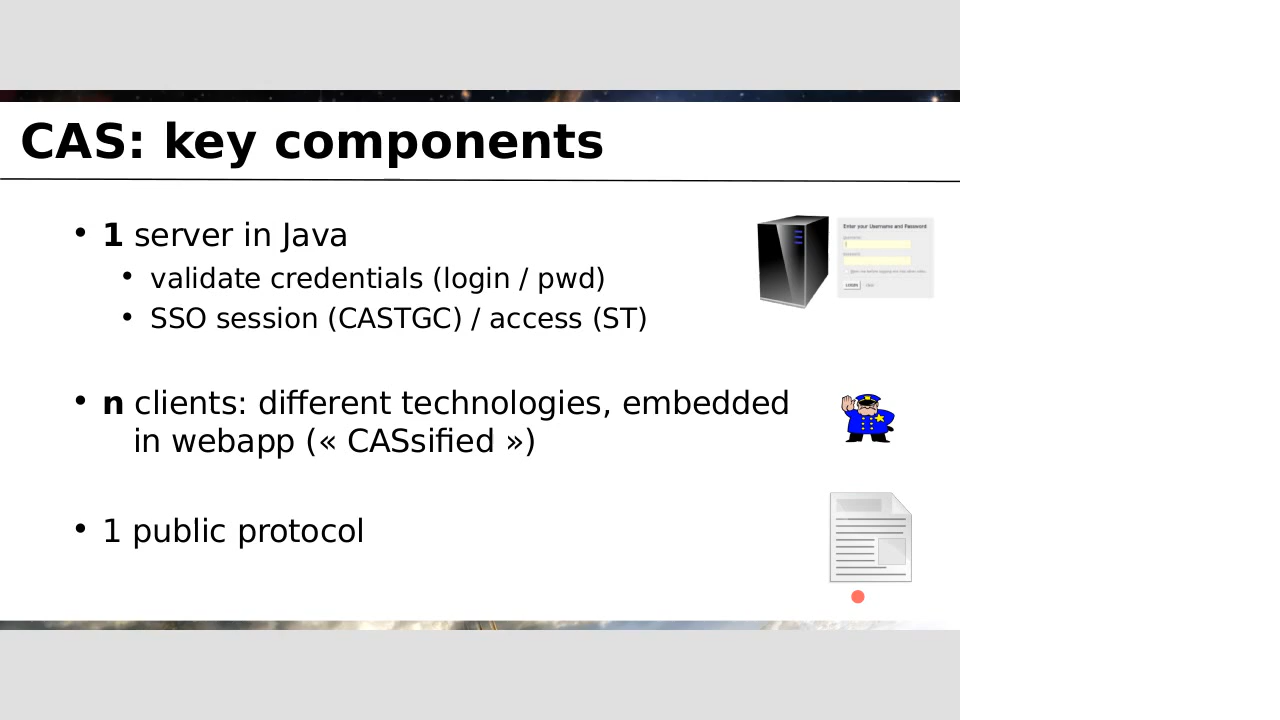 CAS: key components
• 1 server in Java
• validate credentials (login / pwd)
• SSO session (CASTGC) / access (ST)
• n clients: different technologies, embedded
in webapp (« CASsified »)
• 1 public protocol
Enter your Username and Password